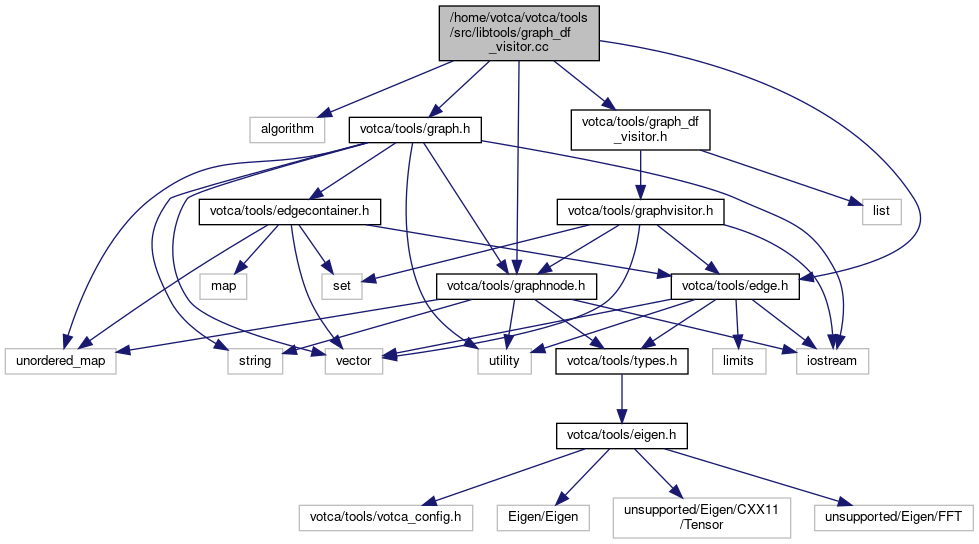 /home/votca/votca/tools
/src/libtools/graph_df
_visitor.cc
algorithm
votca/tools/graph.h
votca/tools/graph_df
_visitor.h
votca/tools/edgecontainer.h
votca/tools/graphvisitor.h
list
map
set
votca/tools/graphnode.h
votca/tools/edge.h
unordered_map
string
vector
utility
votca/tools/types.h
limits
iostream
votca/tools/eigen.h
votca/tools/votca_config.h
Eigen/Eigen
unsupported/Eigen/CXX11
/Tensor
unsupported/Eigen/FFT